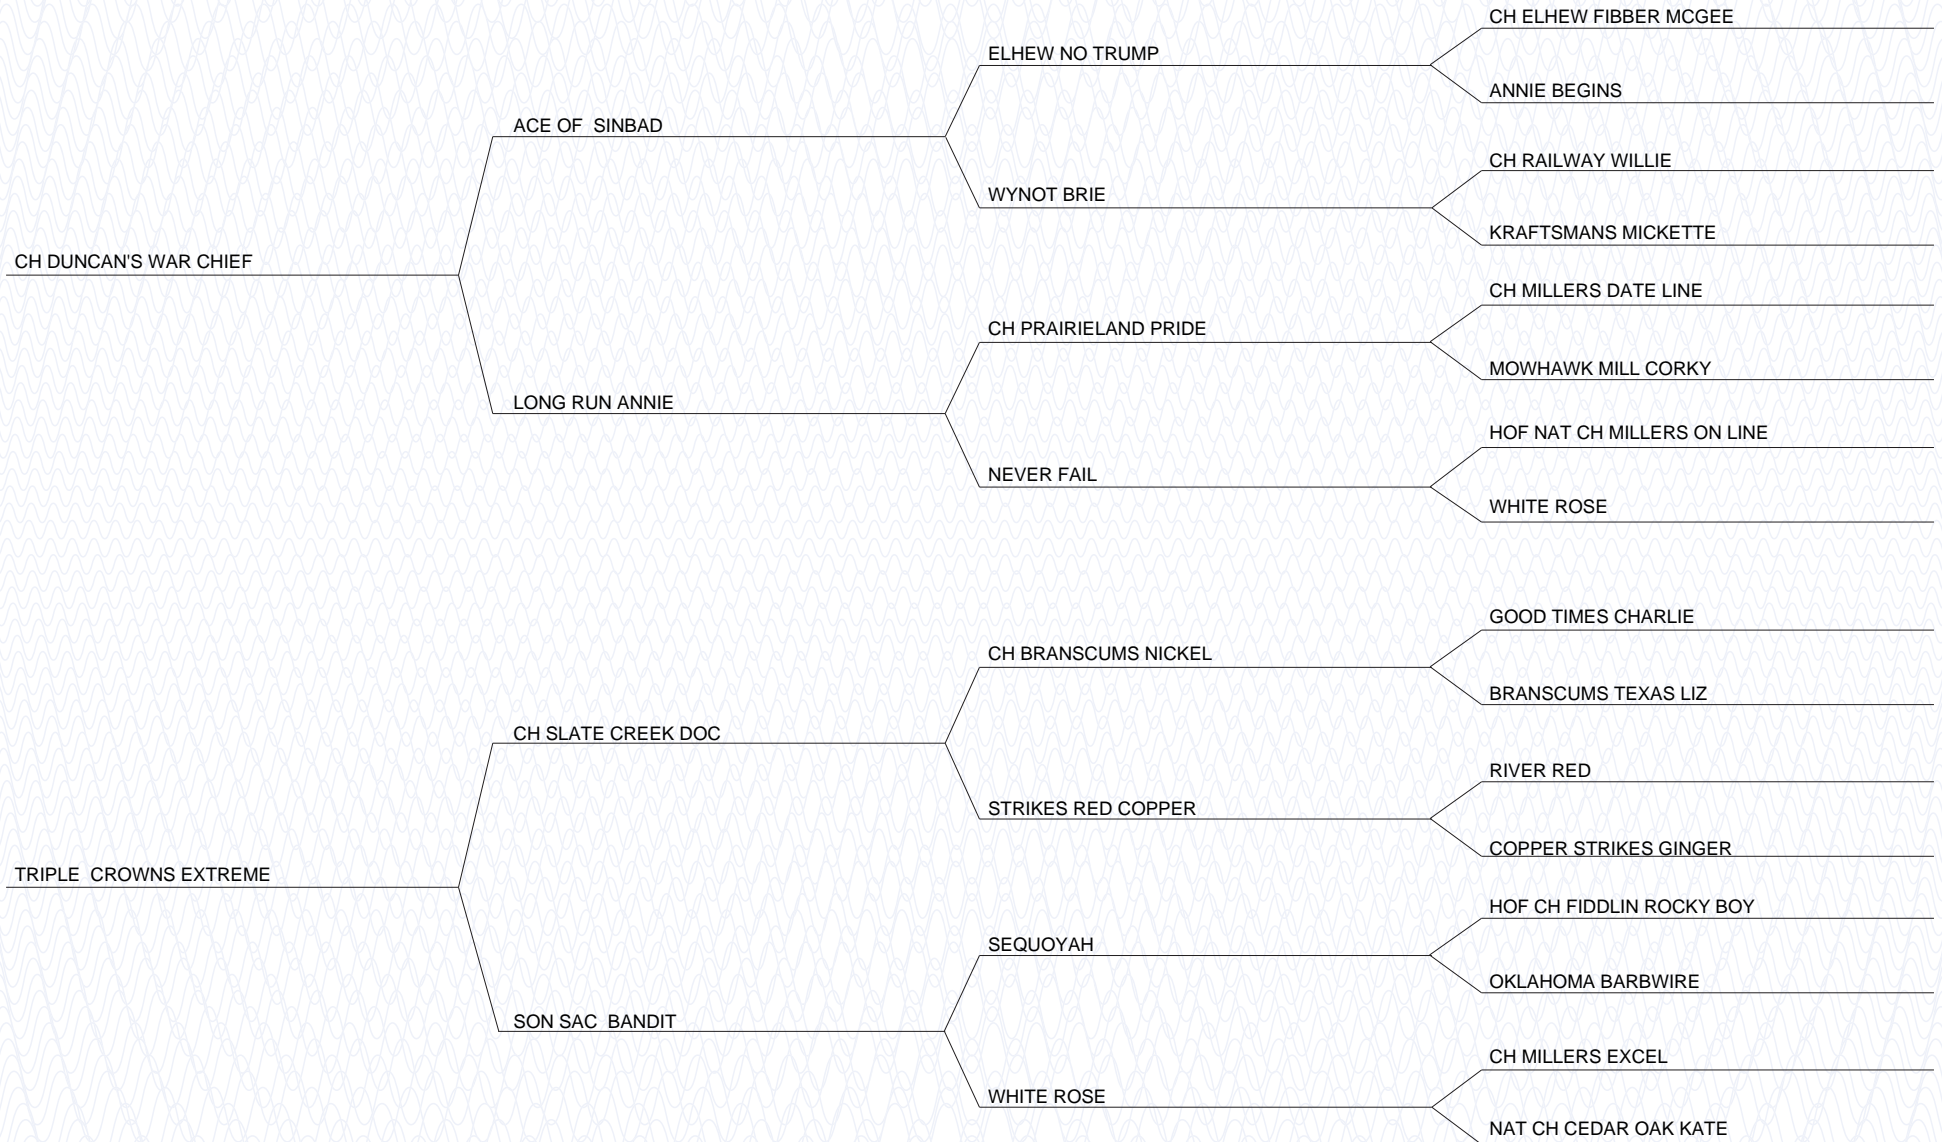 CH ELHEW FIBBER MCGEE
ELHEW NO TRUMP
ANNIE BEGINS
ACE OF  SINBAD
CH RAILWAY WILLIE
WYNOT BRIE
KRAFTSMANS MICKETTE
CH DUNCAN'S WAR CHIEF
CH MILLERS DATE LINE
CH PRAIRIELAND PRIDE
MOWHAWK MILL CORKY
LONG RUN ANNIE
HOF NAT CH MILLERS ON LINE
NEVER FAIL
WHITE ROSE
GOOD TIMES CHARLIE
CH BRANSCUMS NICKEL
BRANSCUMS TEXAS LIZ
CH SLATE CREEK DOC
RIVER RED
STRIKES RED COPPER
COPPER STRIKES GINGER
TRIPLE  CROWNS EXTREME
HOF CH FIDDLIN ROCKY BOY
SEQUOYAH
OKLAHOMA BARBWIRE
SON SAC  BANDIT
CH MILLERS EXCEL
WHITE ROSE
NAT CH CEDAR OAK KATE